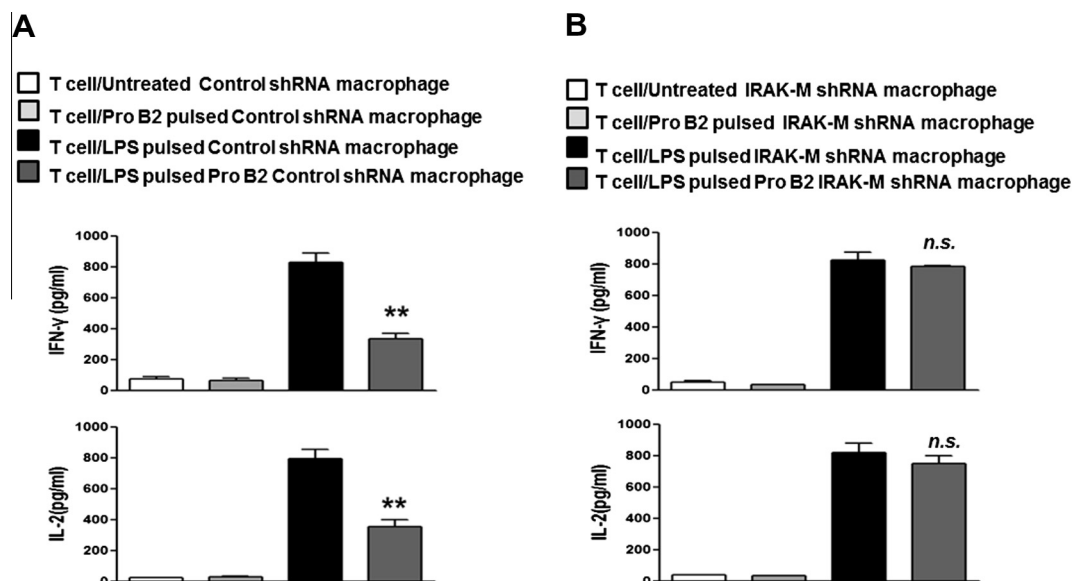 A
T cell/Untreated Control shRNA macrophage
T cell/Pro B2 pulsed Control shRNA macrophage
T cell/LPS pulsed Control shRNA macrophage
T cell/LPS pulsed Pro B2 Control shRNA macrophage
1000
800
600
400
200
0
IFN-γ (pg/ml)
**
800
600
400
200
0
1000
IL-2(pg/ml)
**
B
T cell/Untreated IRAK-M shRNA macrophage
T cell/Pro B2 pulsed IRAK-M shRNA macrophage
T cell/LPS pulsed IRAK-M shRNA macrophage
T cell/LPS pulsed Pro B2 IRAK-M shRNA macrophage
1000
800
600
400
200
0
IFN-γ (pg/ml)
n.s.
1000
800
600
400
200
0
IL-2(pg/ml)
n.s.